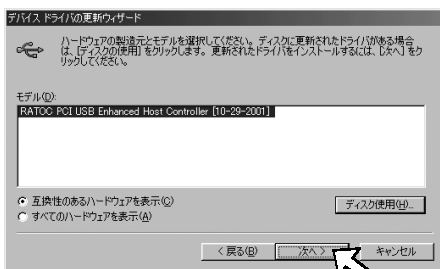 デバイス ドライバの更新ウィザード
ハードウェアの製造元とモデルを選択してください。ディスクに更新されたドライバがある場合
は、[ディスクの使用] をクリックします。更新されたドライバをインストールするには、[次へ] をク
リックしてください。
モデル(D):
RATOC PCI USB Enhanced Host Controller [10-29-2001]
互換性のあるハードウェアを表示(C)
すべてのハードウェアを表示(A)
ディスク使用(H)...
< 戻る(B)
次へ >
キャンセル